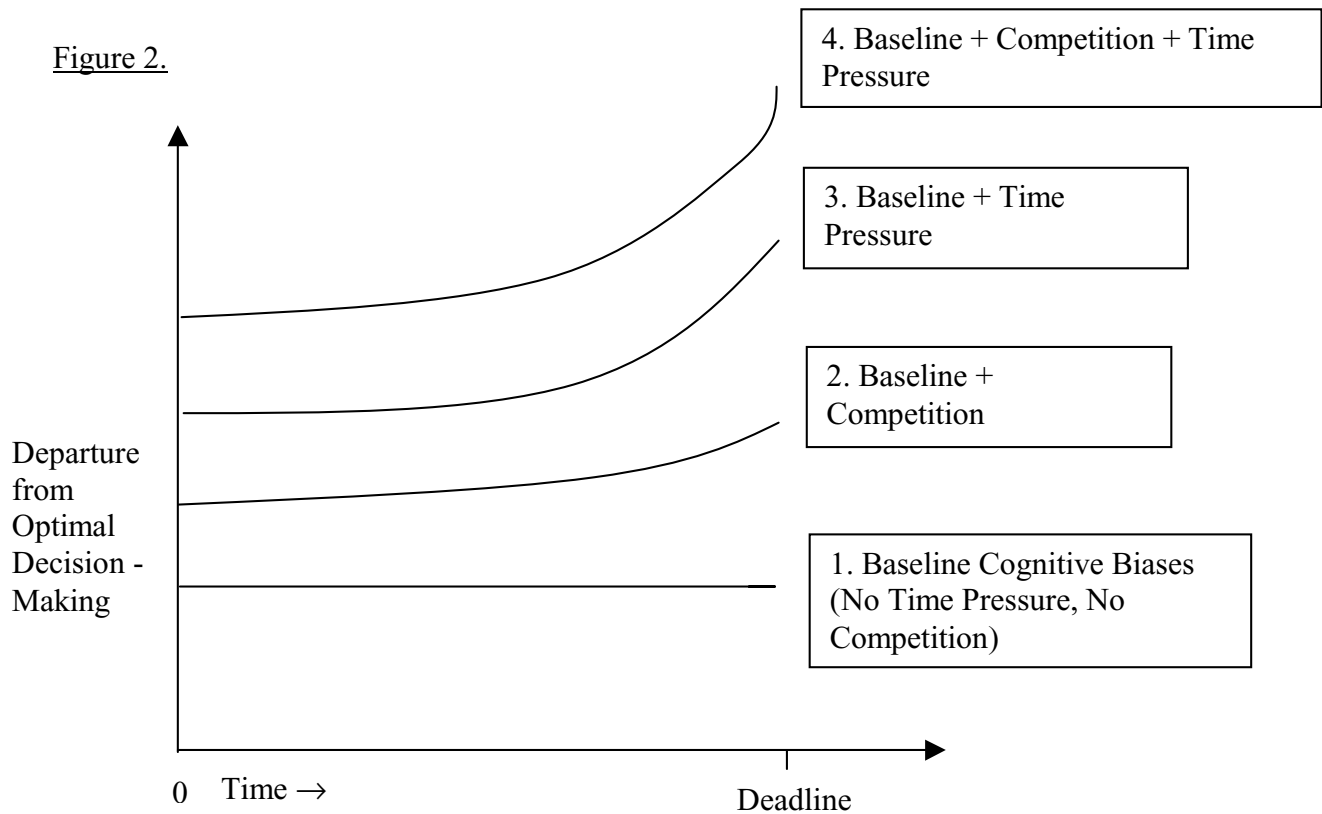 Figure 2.
4. Baseline + Competition + Time
Pressure
3. Baseline + Time
Pressure
2. Baseline +
Competition
Departure
from
Optimal
Decision -
Making
1. Baseline Cognitive Biases
(No Time Pressure, No
Competition)
0 Time →
Deadline